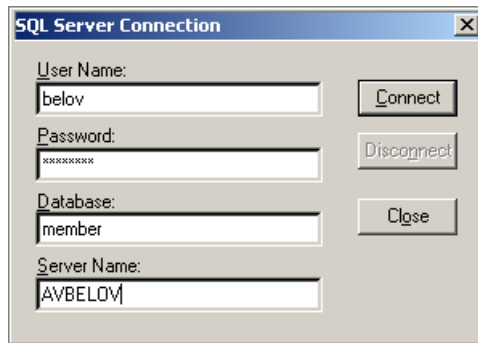 SQL Server Connection
User Name:
belov
Connect
Password:
********
Disconnect
Database:
member
Close
Server Name:
AVBELOV